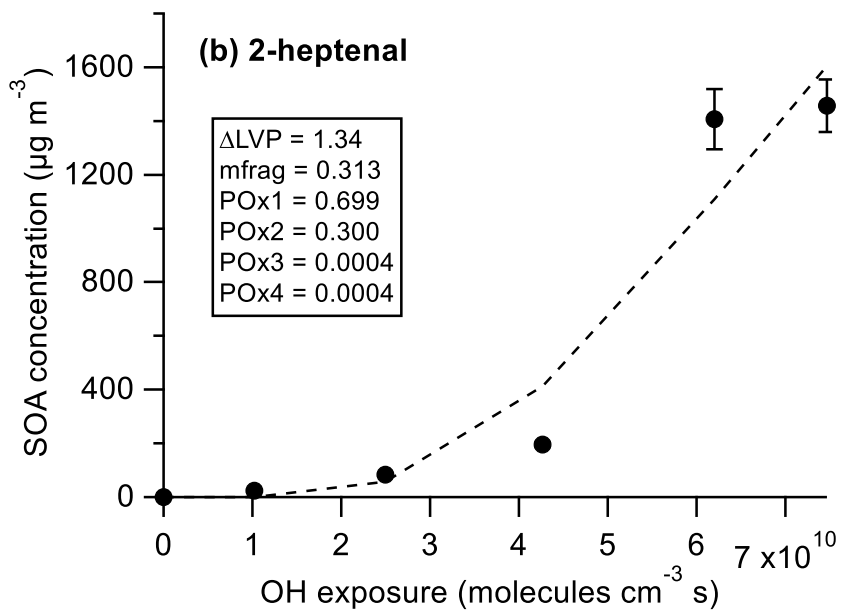 (b) 2-heptenal
ΔLVP = 1.34
mfrag = 0.313
POx1 = 0.699
POx2 = 0.300
POx3 = 0.0004
POx4 = 0.0004
SOA concentration (µg m⁻³)
1600
1200
800
400
0
0 1 2 3 4 5 6 7 x10¹⁰
OH exposure (molecules cm⁻³ s)